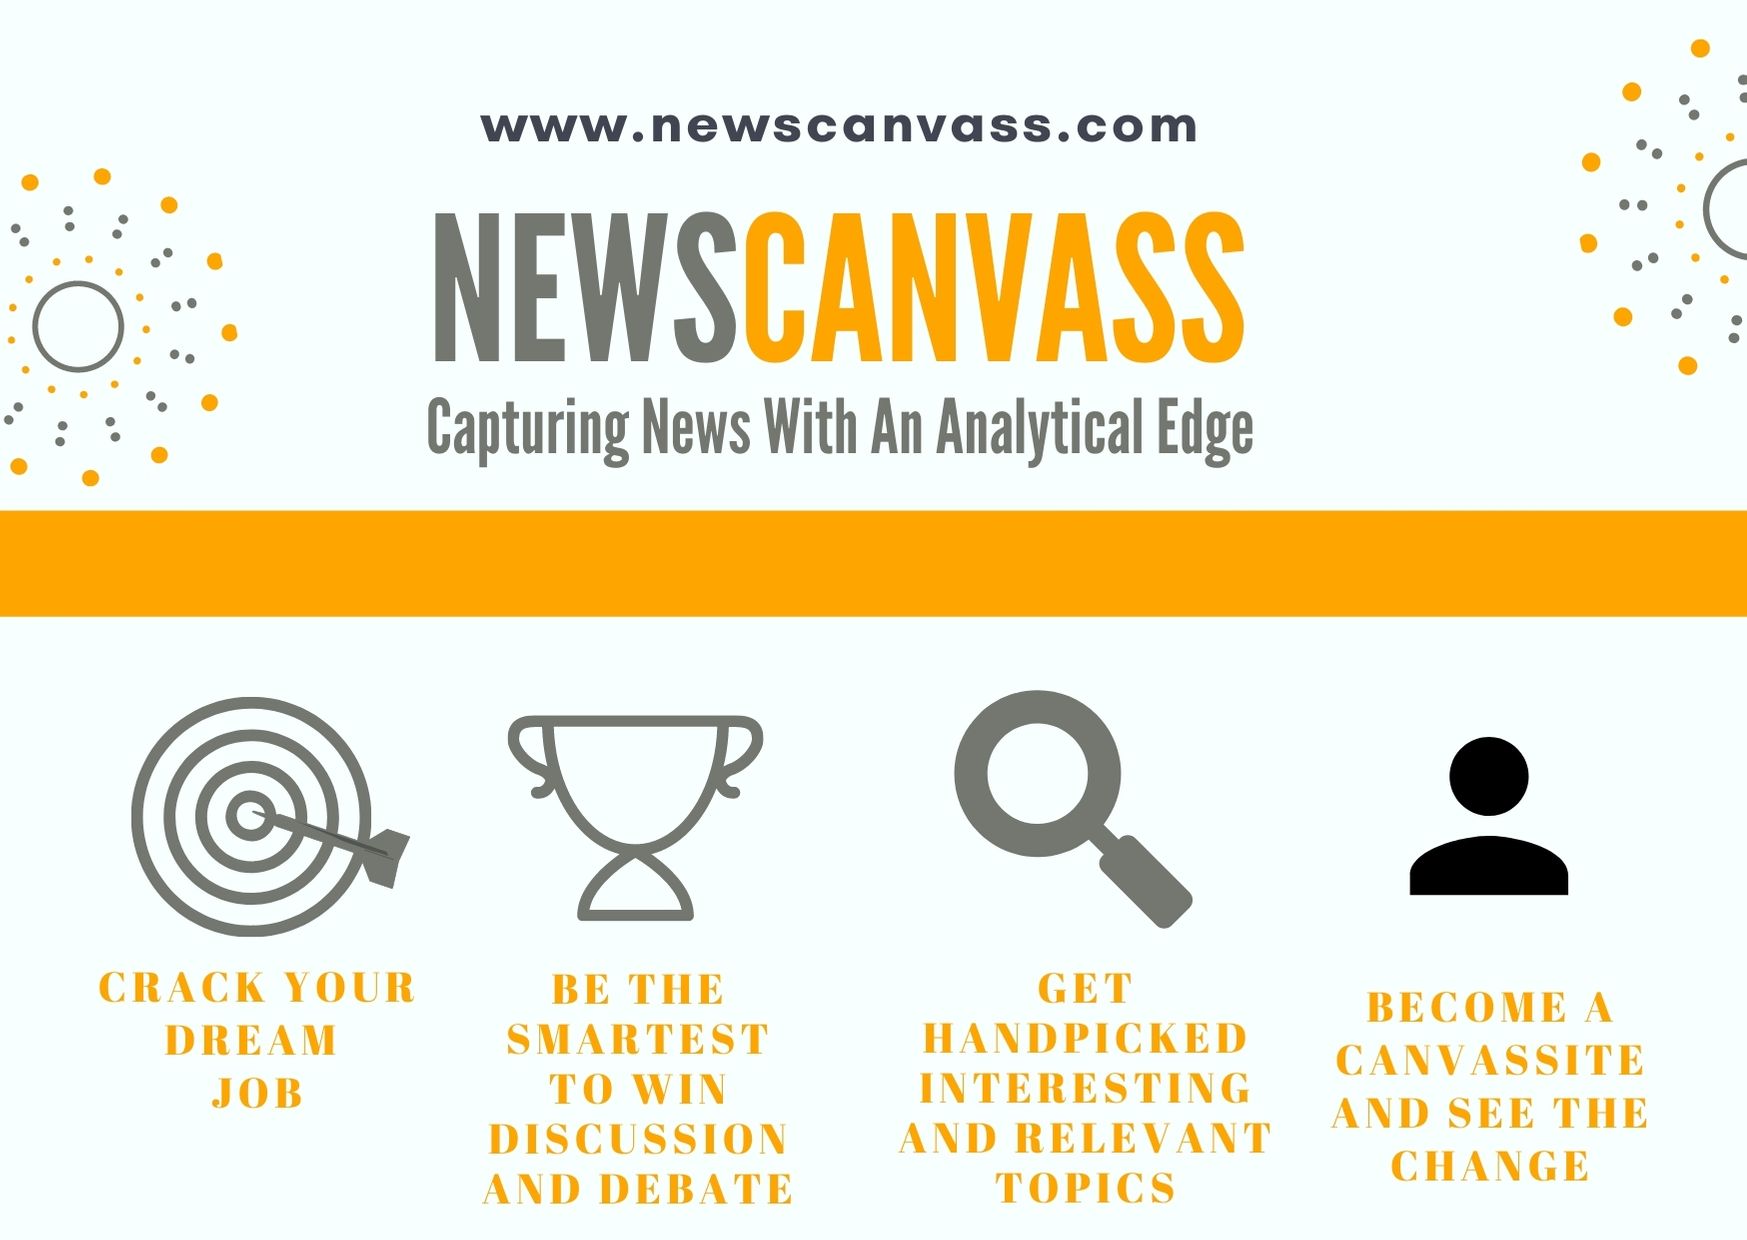 www.newscanvass.com
NEWSCANVASS
Capturing News With An Analytical Edge
CRACK YOUR
DREAM
JOB
BE THE
SMARTEST
TO WIN
DISCUSSION
AND DEBATE
GET
HANDPICKED
INTERESTING
AND RELEVANT
TOPICS
BECOME A
CANVASSITE
AND SEE THE
CHANGE